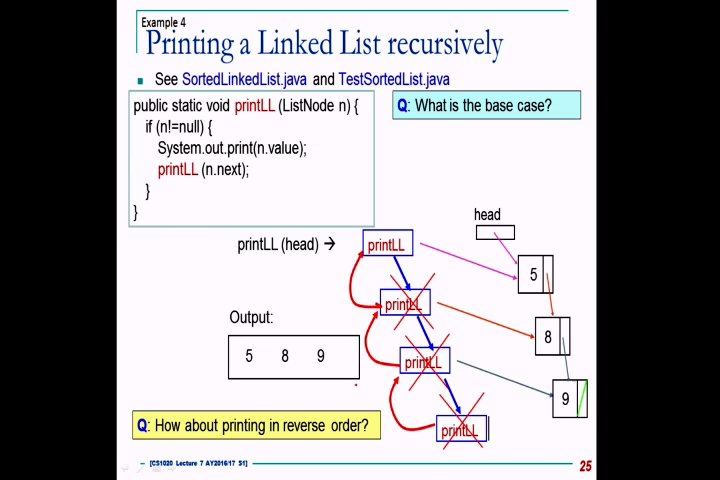 Example 4
Printing a Linked List recursively
See SortedLinkedList.java and TestSortedList.java
public static void printLL (ListNode n) {
if (n!=null) {
System.out.print(n.value);
printLL (n.next);
}
}
Q: What is the base case?
head
printLL (head) →
printLL
5
printLL
8
Output:
5 8 9
printLL
9
printLL
Q: How about printing in reverse order?
[CS1020 Lecture 7 AY2016/17 S1]
25